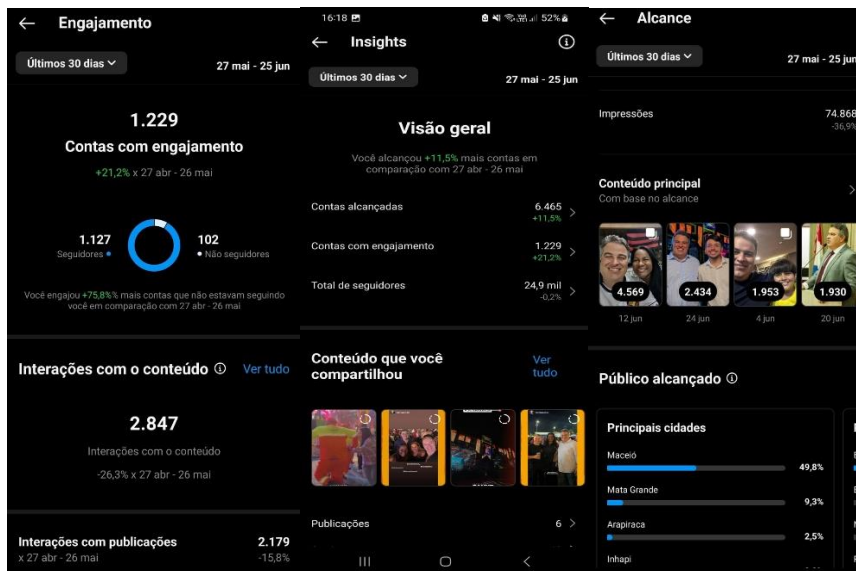 Engajamento
Últimos 30 dias
27 mai - 25 jun
1.229
Contas com engajamento
+21,2% x 27 abr - 26 mai
1.127
Seguidores
102
Não seguidores
Você engajou +75,8%% mais contas que não estavam seguindo
você em comparação com 27 abr - 26 mai
Interações com o conteúdo
Ver tudo
2.847
Interações com o conteúdo
-26,3% x 27 abr - 26 mai
Interações com publicações
2.179
x 27 abr - 26 mai
-15,8%
16:18
52%
Insights
Últimos 30 dias
27 mai - 25 jun
Visão geral
Você alcançou +11,5% mais contas em
comparação com 27 abr - 26 mai
Contas alcançadas
6.465
+11,5%
Contas com engajamento
1.229
+21,2%
Total de seguidores
24,9 mil
-0,2%
Conteúdo que você
compartilhou
Ver
tudo
Publicações
6
Alcance
Últimos 30 dias
27 mai - 25 jun
Impressões
74.868
-36,9%
Conteúdo principal
Com base no alcance
4.569
2.434
1.953
1.930
12 jun
24 jun
4 jun
20 jun
Público alcançado
Principais cidades
Maceió
49,8%
Mata Grande
9,3%
Arapiraca
2,5%
Inhapi